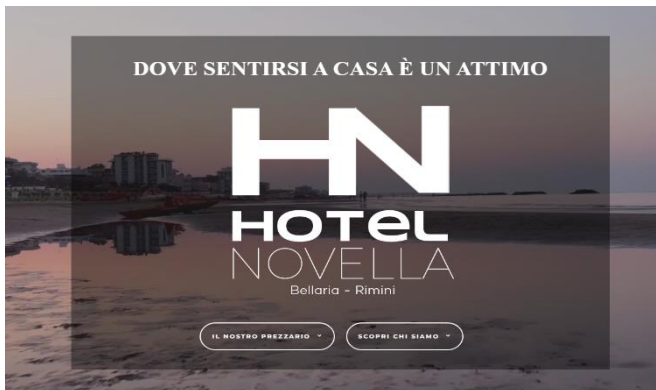 DOVE SENTIRSI A CASA È UN ATTIMO
HN
HOTeL
NOVELLA
Bellaria - Rimini
IL NOSTRO PREZZARIO
SCOPRI CHI SIAMO